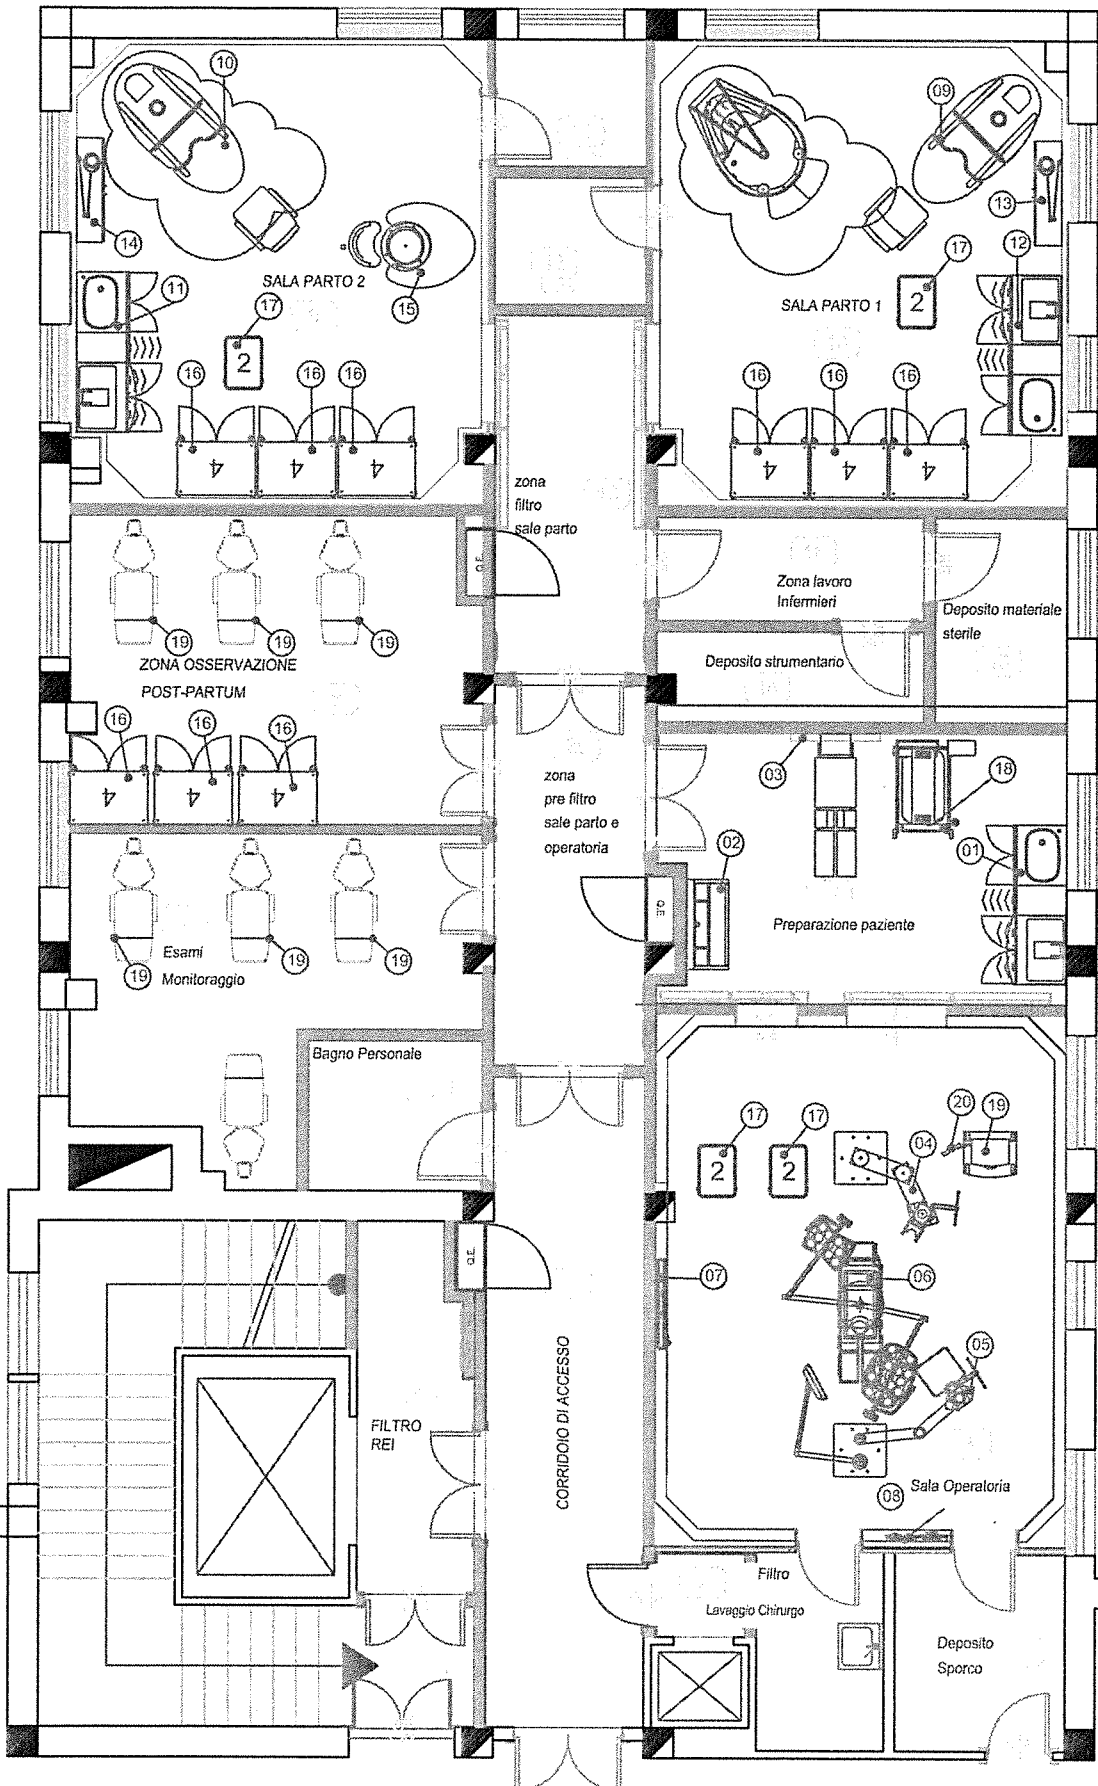 10
09
14
13
SALA PARTO 2
15
12
17
11
17
SALA PARTO 1
2
2
16
16
16
16
16
16
4
4
4
4
4
4
zona
filtro
sale parto
Q.E.
Zona lavoro
Infermieri
Deposito materiale
sterile
19
19
19
ZONA OSSERVAZIONE
POST-PARTUM
Deposito strumentario
16
16
16
4
4
4
zona
pre filtro
sale parto e
operatoria
03
18
02
01
Q.E.
Preparazione paziente
19
Esami
19
19
Monitoraggio
Bagno Personale
17
17
20
19
04
2
2
Q.E.
07
06
05
CORRIDOIO DI ACCESSO
FILTRO
REI
08
Sala Operatoria
Filtro
Lavaggio Chirurgo
Deposito
Sporco